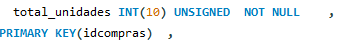 total_unidades INT(10) UNSIGNED  NOT NULL    ,
PRIMARY KEY(idcompras)  ,